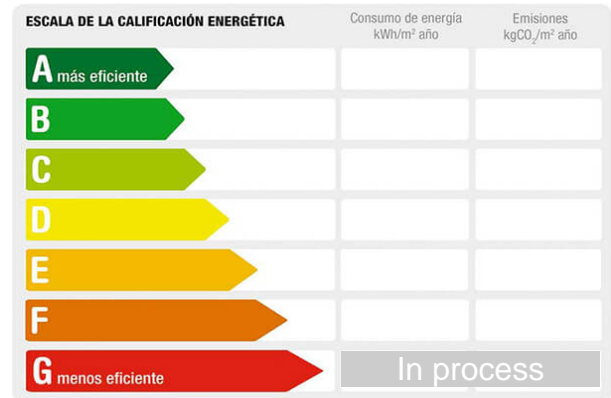 ESCALA DE LA CALIFICACIÓN ENERGÉTICA
Consumo de energía
kWh/m² año
Emisiones
kgCO₂/m² año
A más eficiente
B
C
D
E
F
G menos eficiente
In process